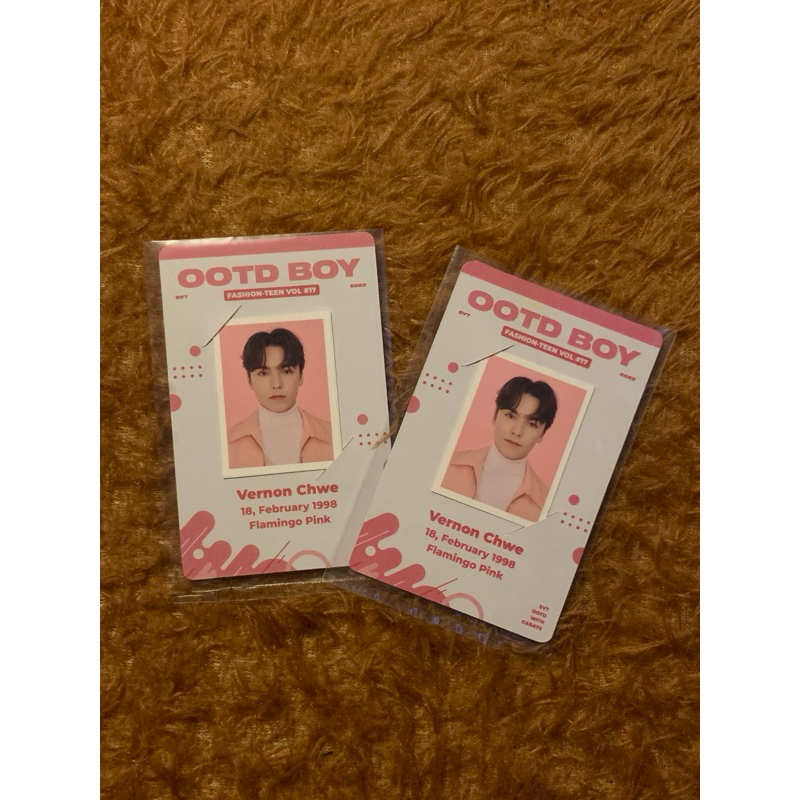 OOTD BOY
SVT
FASHION-TEEN VOL #17
2022
Vernon Chwe
18, February 1998
Flamingo Pink
OOTD BOY
SVT
FASHION-TEEN VOL #17
2022
Vernon Chwe
18, February 1998
Flamingo Pink
SVT
OOTD
WITH
CARATS